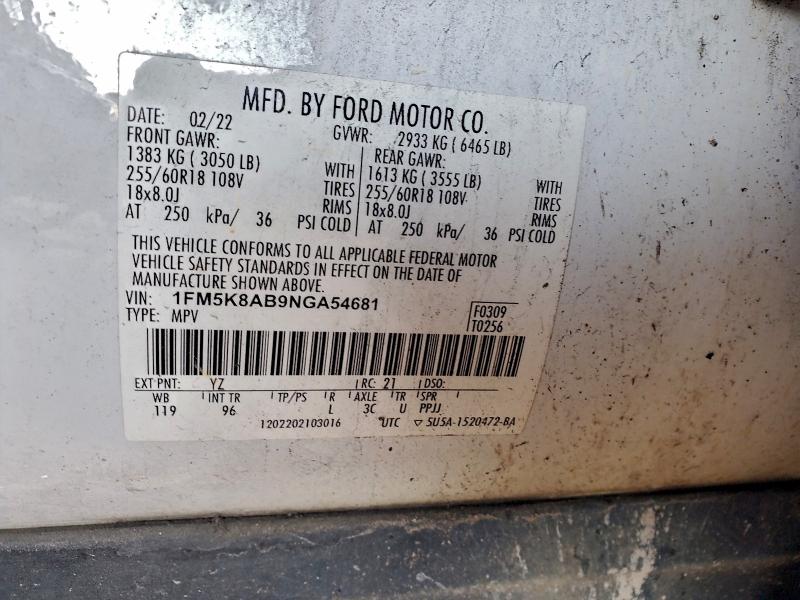 MFD. BY FORD MOTOR CO.
DATE: 02/22 GVWR: 2933 KG ( 6465 LB)
FRONT GAWR: REAR GAWR:
1383 KG ( 3050 LB) WITH 1613 KG ( 3555 LB) WITH
255/60R18 108V TIRES 255/60R18 108V TIRES
18x8.0J RIMS 18x8.0J RIMS
AT 250 kPa/ 36 PSI COLD AT 250 kPa/ 36 PSI COLD
THIS VEHICLE CONFORMS TO ALL APPLICABLE FEDERAL MOTOR
VEHICLE SAFETY STANDARDS IN EFFECT ON THE DATE OF
MANUFACTURE SHOWN ABOVE.
VIN: 1FM5K8AB9NGA54681 F0309
TYPE: MPV T0256
EXT PNT: YZ RC: 21 DSO:
WB INT TR TP/PS R AXLE TR SPR
119 96 L 3C U PPJJ
1202202103016 UTC ▽ 5U5A-1520472-BA